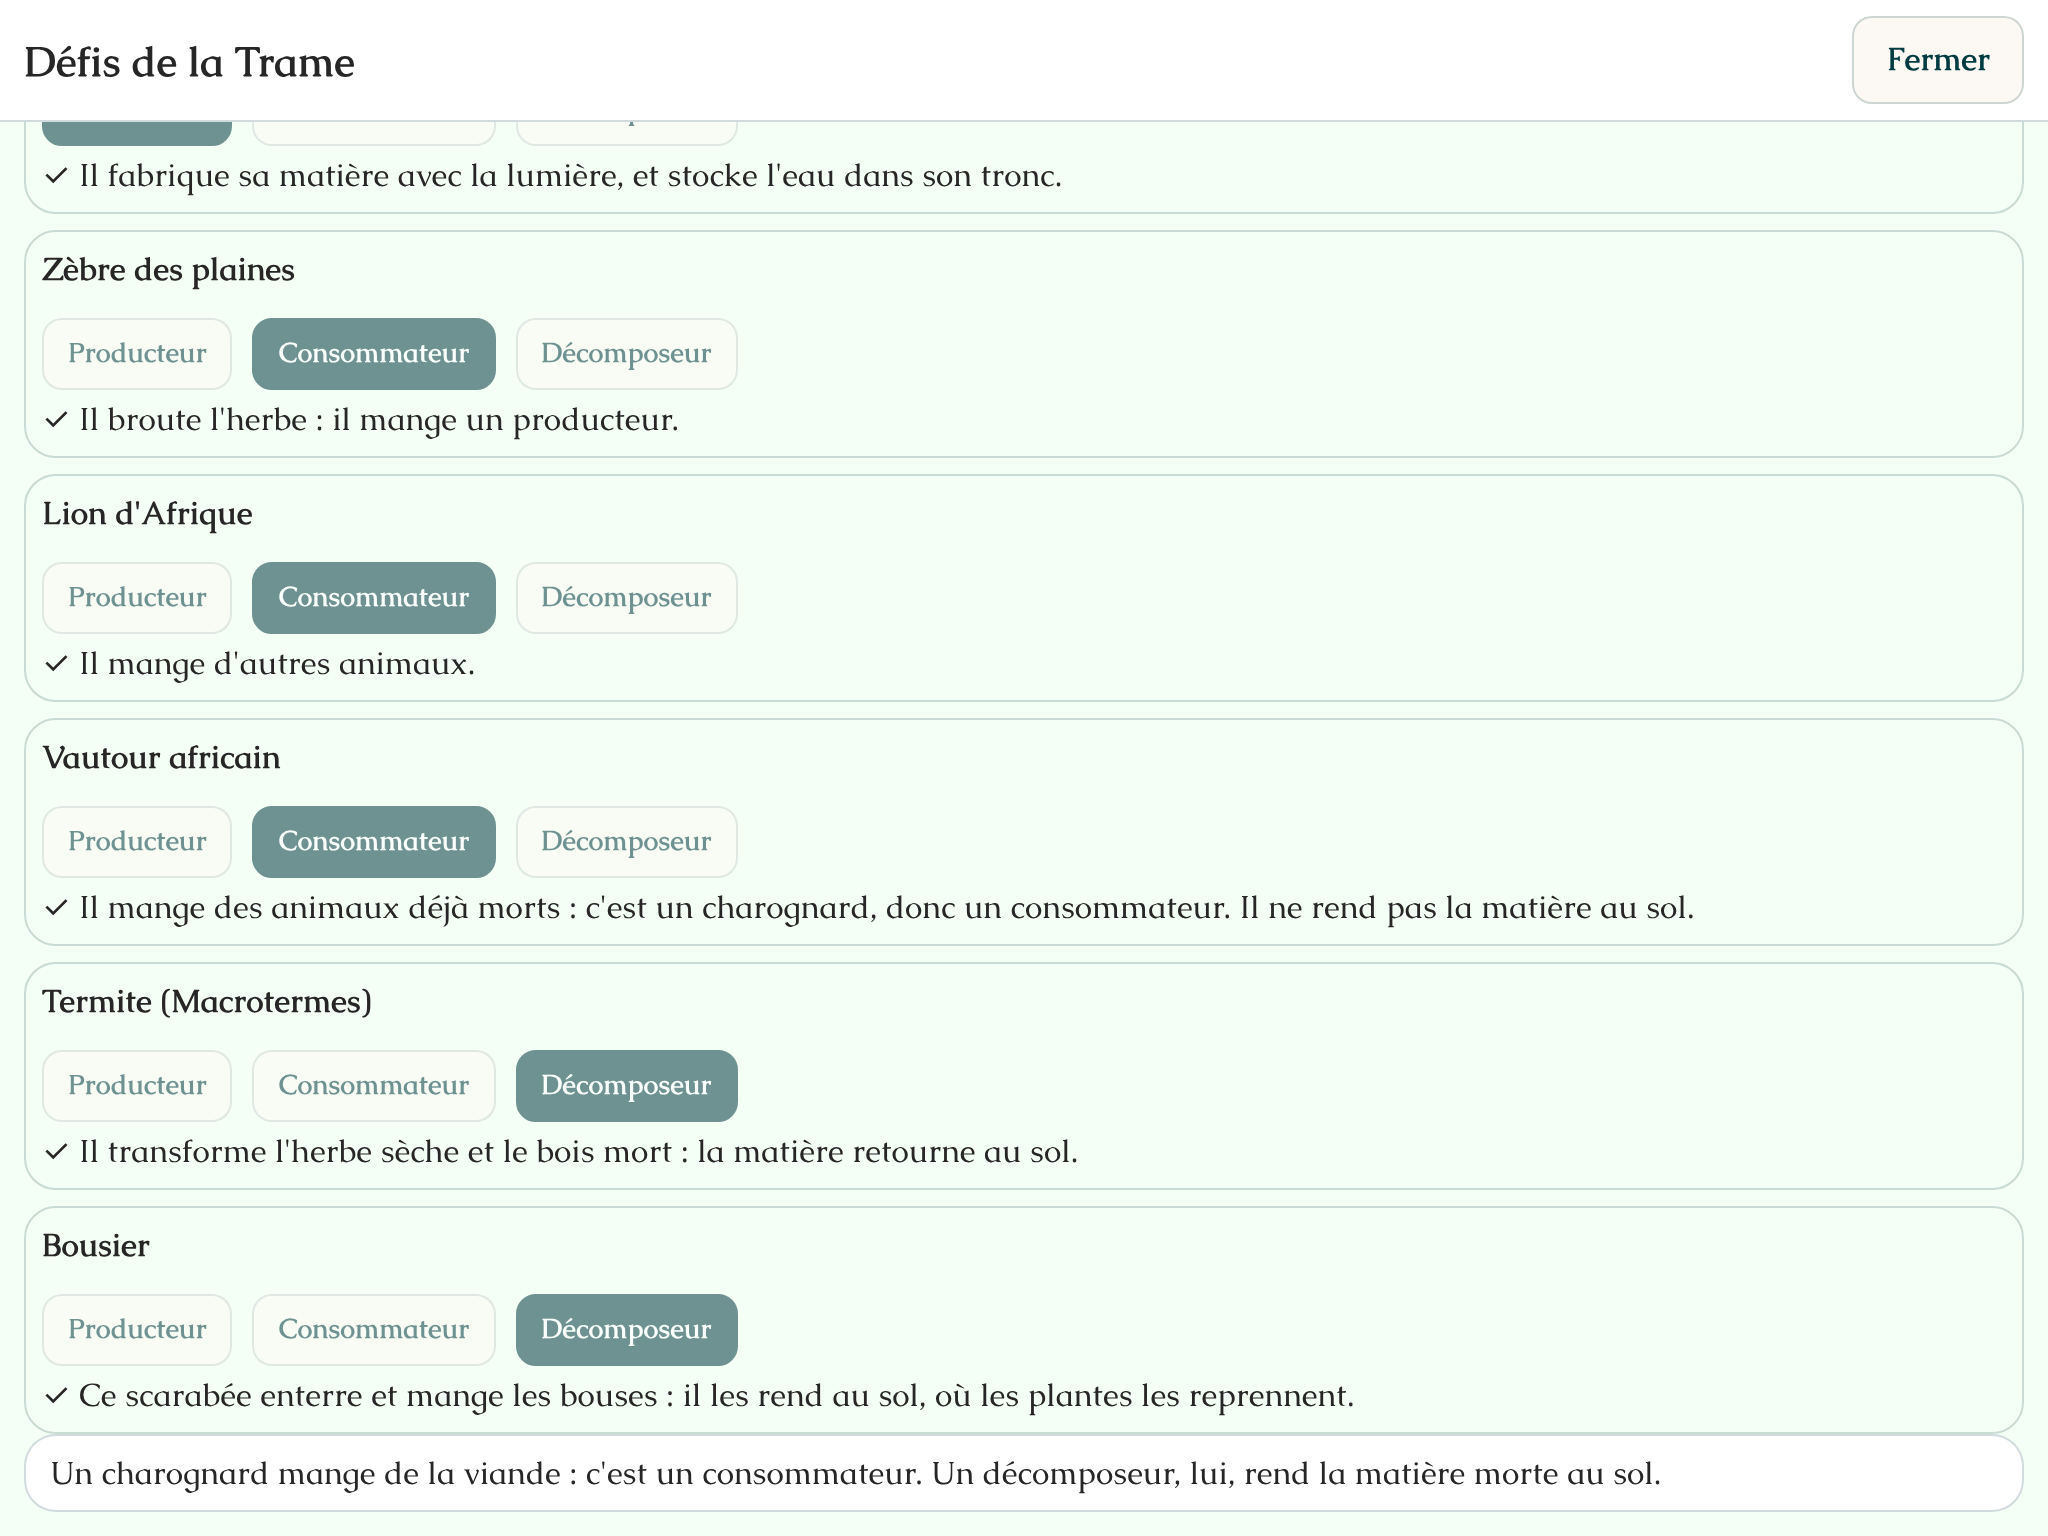 Défis de la Trame
Fermer
✓ Il fabrique sa matière avec la lumière, et stocke l'eau dans son tronc.
Zèbre des plaines
Producteur Consommateur Décomposeur
✓ Il broute l'herbe : il mange un producteur.
Lion d'Afrique
Producteur Consommateur Décomposeur
✓ Il mange d'autres animaux.
Vautour africain
Producteur Consommateur Décomposeur
✓ Il mange des animaux déjà morts : c'est un charognard, donc un consommateur. Il ne rend pas la matière au sol.
Termite (Macrotermes)
Producteur Consommateur Décomposeur
✓ Il transforme l'herbe sèche et le bois mort : la matière retourne au sol.
Bousier
Producteur Consommateur Décomposeur
✓ Ce scarabée enterre et mange les bouses : il les rend au sol, où les plantes les reprennent.
Un charognard mange de la viande : c'est un consommateur. Un décomposeur, lui, rend la matière morte au sol.